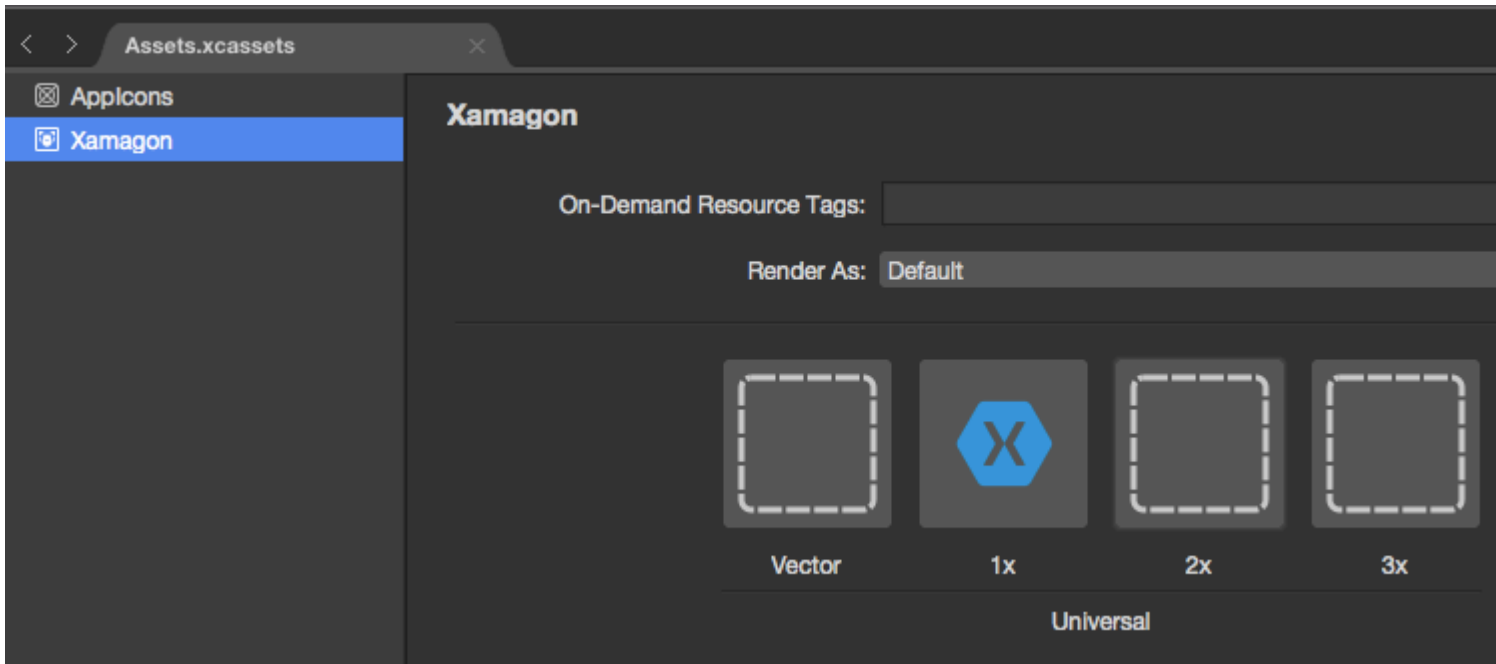 Assets.xcassets
AppIcons
Xamagon
Xamagon
On-Demand Resource Tags:
Render As: Default
X
Vector 1x 2x 3x
Universal